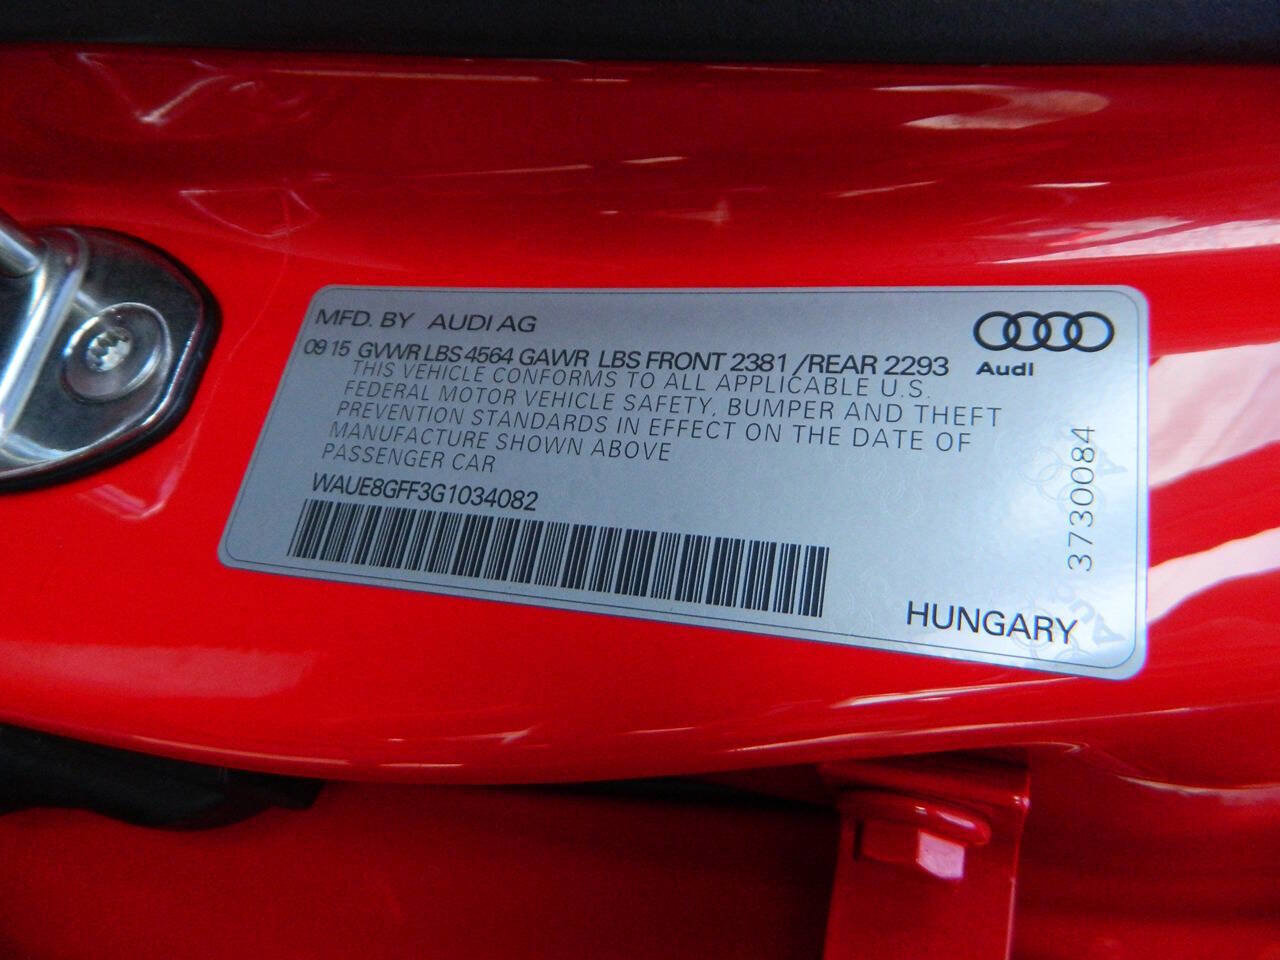 MFD. BY AUDI AG
Audi
09 15 GVWR LBS 4564 GAWR LBS FRONT 2381 /REAR 2293
THIS VEHICLE CONFORMS TO ALL APPLICABLE U.S.
FEDERAL MOTOR VEHICLE SAFETY, BUMPER AND THEFT
PREVENTION STANDARDS IN EFFECT ON THE DATE OF
MANUFACTURE SHOWN ABOVE
PASSENGER CAR
WAUE8GFF3G1034082
3730084
HUNGARY